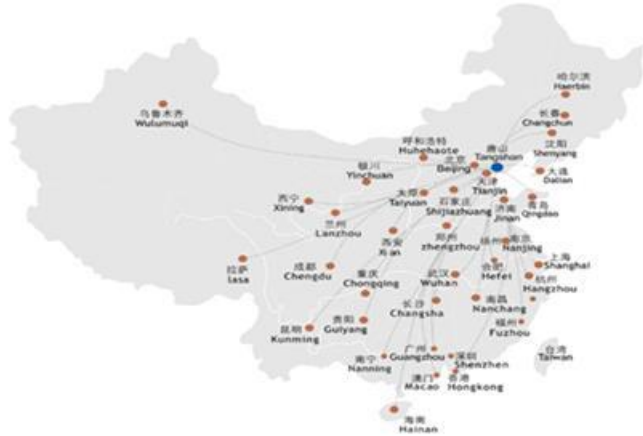 哈尔滨
Haerbin
乌鲁木齐
Wulumuqi
长春
Changchun
呼和浩特
Huhehaote
唐山
Tangshan
沈阳
Shenyang
北京
Beijing
银川
Yinchuan
大连
Dalian
天津
Tianjin
西宁
Xining
太原
Taiyuan
石家庄
Shijiazhuang
济南
Jinan
青岛
Qingdao
兰州
Lanzhou
西安
Xi an
郑州
zhengzhou
扬州
南京
Nanjing
拉萨
lasa
成都
Chengdu
重庆
Chongqing
武汉
Wuhan
合肥
Hefei
上海
Shanghai
杭州
Hangzhou
长沙
Changsha
南昌
Nanchang
昆明
Kunming
贵阳
Guiyang
福州
Fuzhou
南宁
Nanning
广州
Guangzhou
深圳
Shenzhen
台湾
Taiwan
澳门
Macao
香港
Hongkong
海南
Hainan